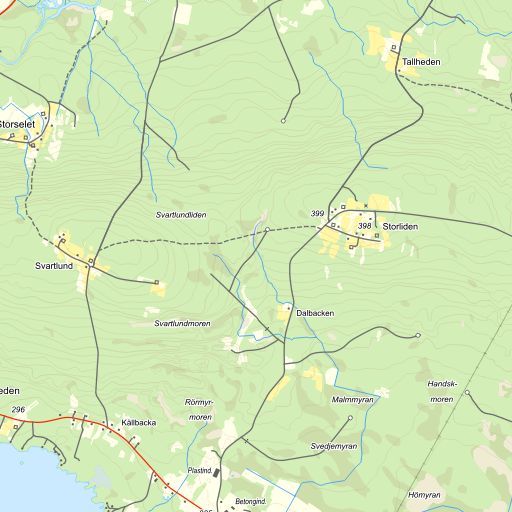 Tallheden
Storselet
Svartlundliden
399
398
Storliden
Svartlund
Dalbacken
Svartlundmoren
Handsk-
moren
eden
296
Rörmyr-
moren
Malmmyran
Källbacka
Svedjemyran
Plastind.
Hömyran
Betongind.